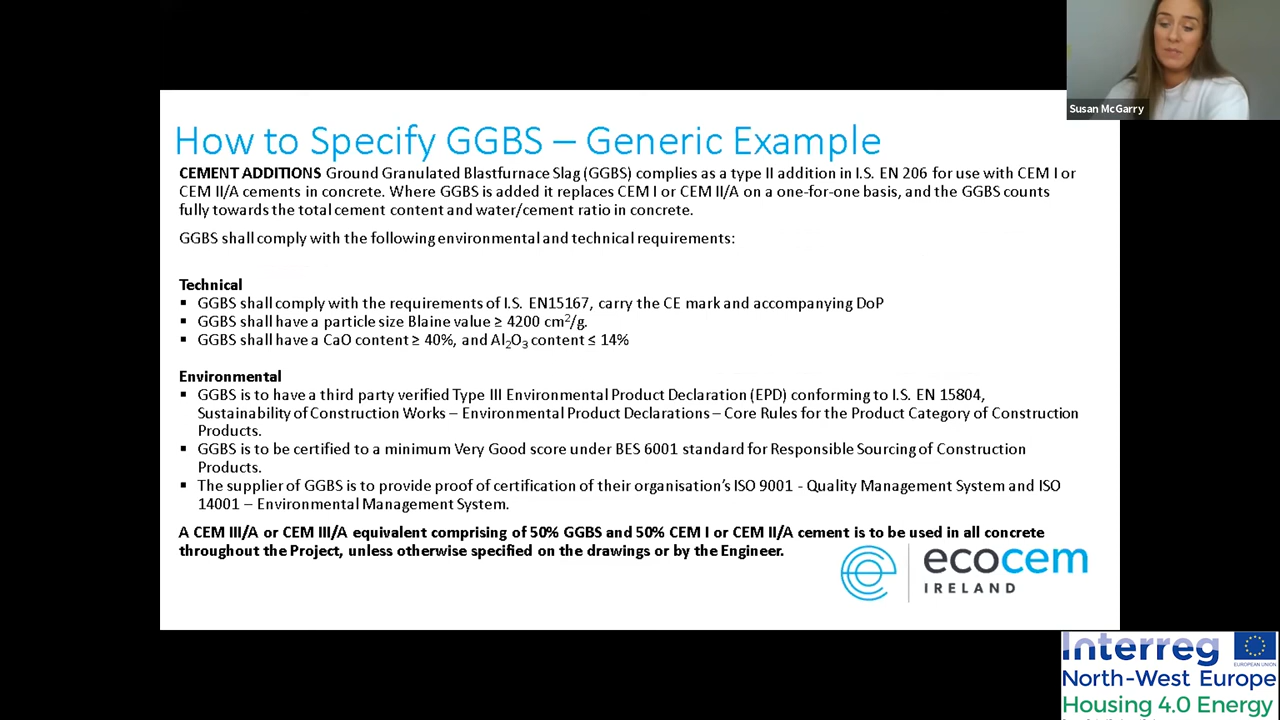 Susan McGarry
How to Specify GGBS – Generic Example
CEMENT ADDITIONS Ground Granulated Blastfurnace Slag (GGBS) complies as a type II addition in I.S. EN 206 for use with CEM I or
CEM II/A cements in concrete. Where GGBS is added it replaces CEM I or CEM II/A on a one-for-one basis, and the GGBS counts
fully towards the total cement content and water/cement ratio in concrete.
GGBS shall comply with the following environmental and technical requirements:
Technical
▪ GGBS shall comply with the requirements of I.S. EN15167, carry the CE mark and accompanying DoP
▪ GGBS shall have a particle size Blaine value ≥ 4200 cm²/g.
▪ GGBS shall have a CaO content ≥ 40%, and Al₂O₃ content ≤ 14%
Environmental
▪ GGBS is to have a third party verified Type III Environmental Product Declaration (EPD) conforming to I.S. EN 15804,
Sustainability of Construction Works – Environmental Product Declarations – Core Rules for the Product Category of Construction
Products.
▪ GGBS is to be certified to a minimum Very Good score under BES 6001 standard for Responsible Sourcing of Construction
Products.
▪ The supplier of GGBS is to provide proof of certification of their organisation's ISO 9001 - Quality Management System and ISO
14001 – Environmental Management System.
A CEM III/A or CEM III/A equivalent comprising of 50% GGBS and 50% CEM I or CEM II/A cement is to be used in all concrete
throughout the Project, unless otherwise specified on the drawings or by the Engineer.
ecocem
IRELAND
Interreg
EUROPEAN UNION
North-West Europe
Housing 4.0 Energy